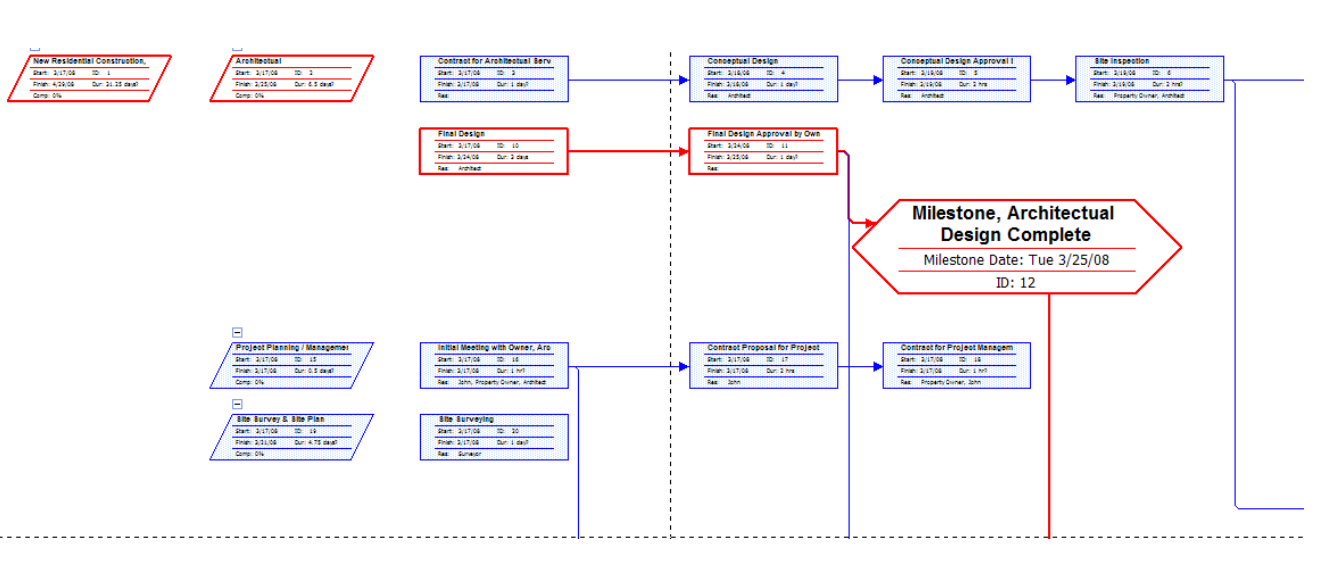 New Residential Construction,
Start: 3/17/08 ID: 1
Finish: 4/29/08 Dur: 31.25 days?
Comp: 0%
Architectual
Start: 3/17/08 ID: 2
Finish: 3/25/08 Dur: 6.5 days?
Comp: 0%
Contract for Architectural Serv
Start: 3/17/08 ID: 3
Finish: 3/17/08 Dur: 1 day?
Res:
Conceptual Design
Start: 3/18/08 ID: 4
Finish: 3/18/08 Dur: 1 day?
Res: Architect
Conceptual Design Approval
Start: 3/19/08 ID: 5
Finish: 3/19/08 Dur: 2 hrs
Res: Architect
Site Inspection
Start: 3/19/08 ID: 6
Finish: 3/19/08 Dur: 2 hrs?
Res: Property Owner, Architect
Final Design
Start: 3/17/08 ID: 10
Finish: 3/24/08 Dur: 3 days
Res: Architect
Final Design Approval by Own
Start: 3/24/08 ID: 11
Finish: 3/25/08 Dur: 1 day?
Res:
Milestone, Architectual
Design Complete
Milestone Date: Tue 3/25/08
ID: 12
Project Planning / Managemer
Start: 3/17/08 ID: 15
Finish: 3/17/08 Dur: 0.5 days?
Comp: 0%
Initial Meeting with Owner, Arc
Start: 3/17/08 ID: 16
Finish: 3/17/08 Dur: 1 hr?
Res: John, Property Owner, Architect
Contract Proposal for Project
Start: 3/17/08 ID: 17
Finish: 3/17/08 Dur: 2 hrs
Res: John
Contract for Project Managem
Start: 3/17/08 ID: 18
Finish: 3/17/08 Dur: 1 hr?
Res: Property Owner, John
Site Survey & Site Plan
Start: 3/17/08 ID: 19
Finish: 3/21/08 Dur: 4.75 days?
Comp: 0%
Site Surveying
Start: 3/17/08 ID: 20
Finish: 3/17/08 Dur: 1 day?
Res: Surveyor